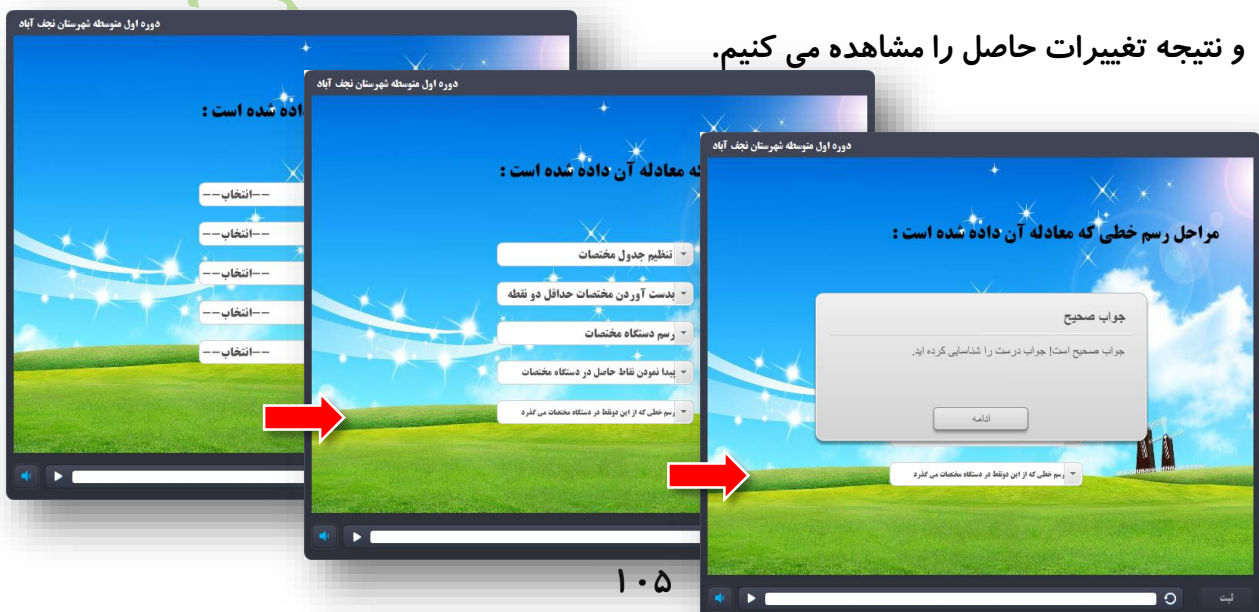 و نتیجه تغییرات حاصل را مشاهده می کنیم.
دوره اول متوسطه شهرستان نجف آباد
داده شده است :
--انتخاب--
--انتخاب--
--انتخاب--
--انتخاب--
--انتخاب--
دوره اول متوسطه شهرستان نجف آباد
که معادله آن داده شده است :
تنظیم جدول مختصات
بدست آوردن مختصات حداقل دو نقطه
رسم دستگاه مختصات
پیدا نمودن نقاط حاصل در دستگاه مختصات
رسم خطی که از این دونقط در دستگاه مختصات می گذرد
دوره اول متوسطه شهرستان نجف آباد
مراحل رسم خطی که معادله آن داده شده است :
جواب صحیح
جواب صحیح است! جواب درست را شناسایی کرده اید.
ادامه
رسم خطی که از این دونقط در دستگاه مختصات می گذرد
ثبت
۱۰۵